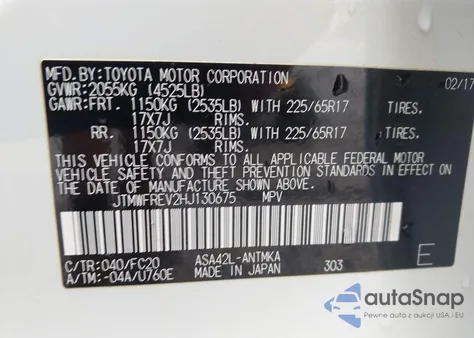 MFD.BY:TOYOTA MOTOR CORPORATION 02/17
GVWR:2055KG (4525LB)
GAWR:FRT. 1150KG (2535LB) WITH 225/65R17 TIRES.
17X7J RIMS.
RR. 1150KG (2535LB) WITH 225/65R17 TIRES.
17X7J RIMS.
THIS VEHICLE CONFORMS TO ALL APPLICABLE FEDERAL MOTOR
VEHICLE SAFETY AND THEFT PREVENTION STANDARDS IN EFFECT ON
THE DATE OF MANUFACTURE SHOWN ABOVE.
JTMWFREV2HJ130675 MPV
C/TR:040/FC20 ASA42L-ANTMKA E
A/TM:-04A/U760E MADE IN JAPAN 303
autoSnap
Pewne auta z aukcji USA i EU